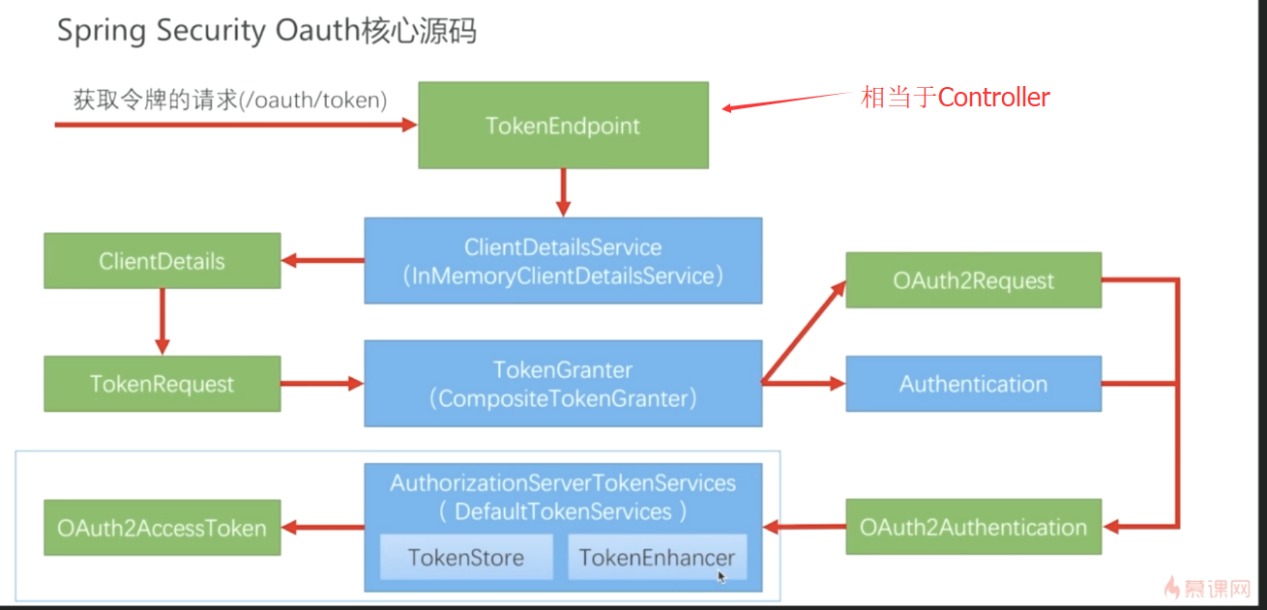 Spring Security Oauth核心源码
获取令牌的请求(/oauth/token)
TokenEndpoint
相当于Controller
ClientDetails
ClientDetailsService
（InMemoryClientDetailsService）
OAuth2Request
TokenRequest
TokenGranter
（CompositeTokenGranter）
Authentication
OAuth2AccessToken
AuthorizationServerTokenServices
（ DefaultTokenServices ）
TokenStore
TokenEnhancer
OAuth2Authentication
慕课网